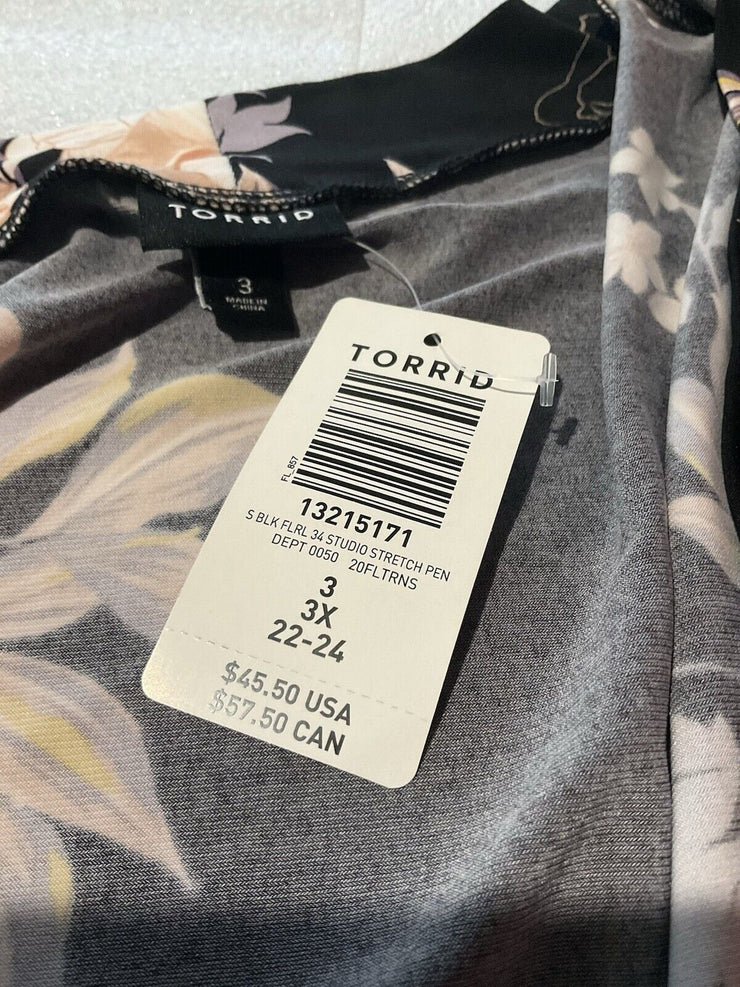 TORRID
3
MADE IN
CHINA
TORRID
FL_857
13215171
S BLK FLRL 34 STUDIO STRETCH PEN
DEPT 0050 20FLTRNS
3
3X
22-24
$45.50 USA
$57.50 CAN